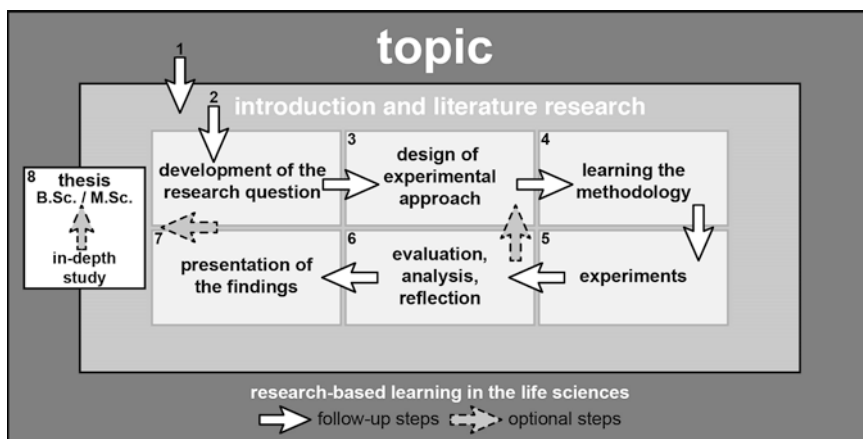 topic
1
introduction and literature research
2
development of the
research question
3
design of
experimental
approach
4
learning the
methodology
5
experiments
6
evaluation,
analysis,
reflection
7
presentation of
the findings
8
thesis
B.Sc. / M.Sc.
in-depth
study
research-based learning in the life sciences
follow-up steps
optional steps